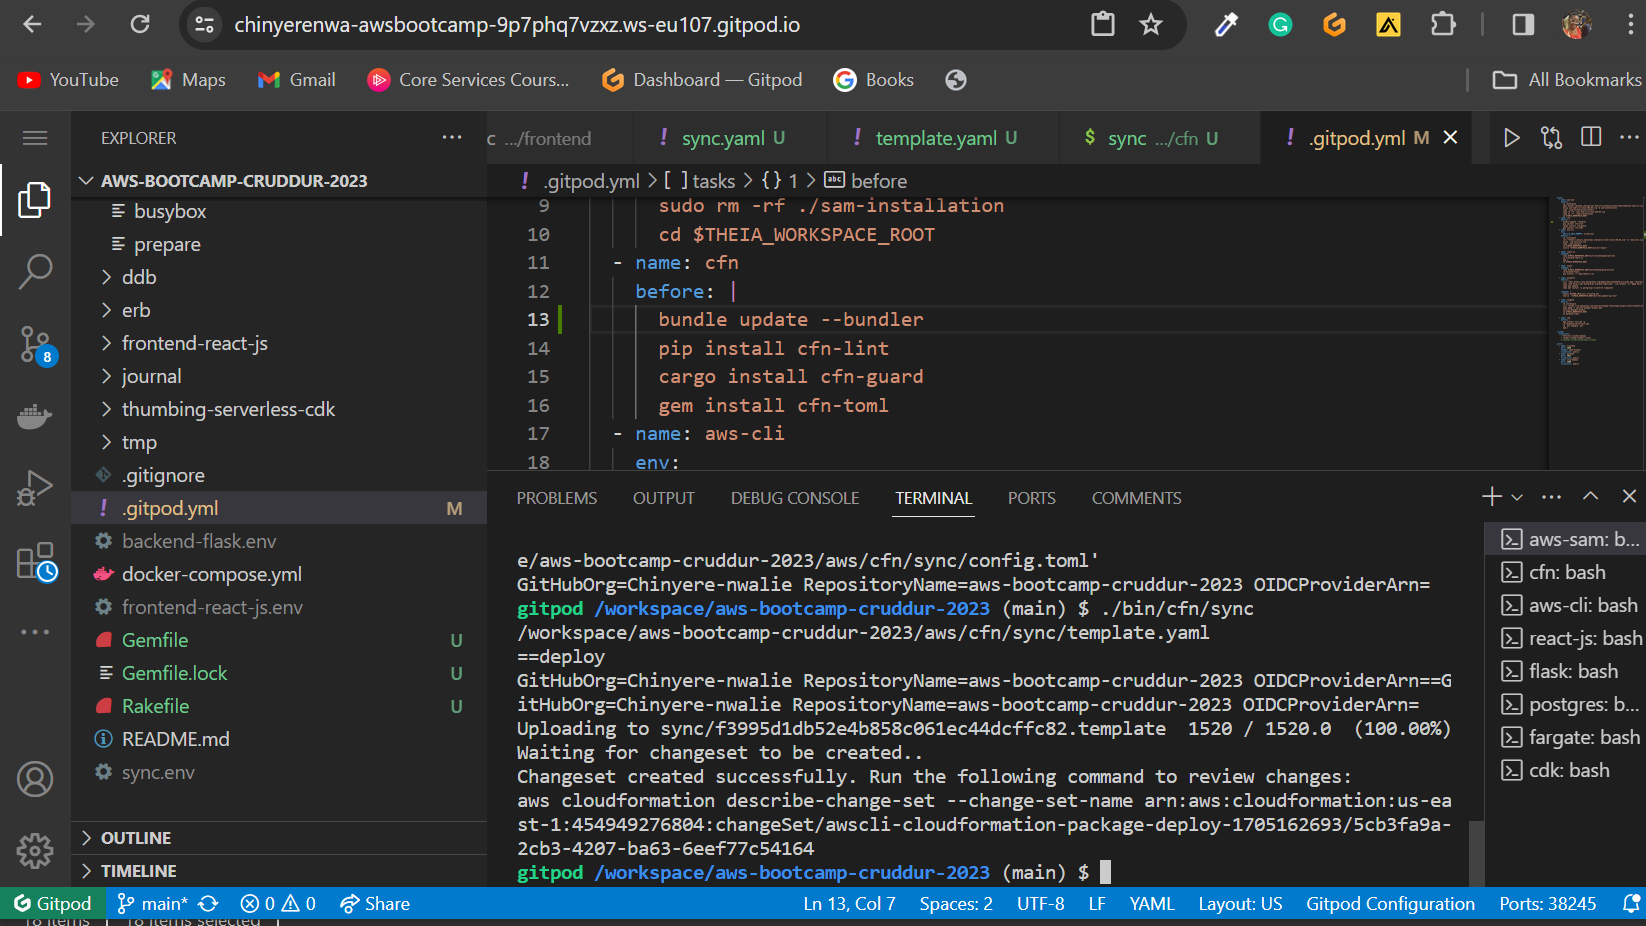 chinyerenwa-awsbootcamp-9p7phq7vzxz.ws-eu107.gitpod.io
YouTube Maps Gmail Core Services Cours... Dashboard — Gitpod Books All Bookmarks
EXPLORER
c .../frontend ! sync.yaml U ! template.yaml U $ sync .../cfn U ! .gitpod.yml M
AWS-BOOTCAMP-CRUDDUR-2023
! .gitpod.yml > [ ] tasks > {} 1 > abc before
busybox
prepare
ddb
erb
frontend-react-js
journal
thumbing-serverless-cdk
tmp
.gitignore
! .gitpod.yml M
backend-flask.env
docker-compose.yml
frontend-react-js.env
Gemfile U
Gemfile.lock U
Rakefile U
README.md
sync.env
OUTLINE
TIMELINE
8
9 sudo rm -rf ./sam-installation
10 cd $THEIA_WORKSPACE_ROOT
11 - name: cfn
12 before: |
13 bundle update --bundler
14 pip install cfn-lint
15 cargo install cfn-guard
16 gem install cfn-toml
17 - name: aws-cli
18 env:
PROBLEMS OUTPUT DEBUG CONSOLE TERMINAL PORTS COMMENTS
e/aws-bootcamp-cruddur-2023/aws/cfn/sync/config.toml'
GitHubOrg=Chinyere-nwalie RepositoryName=aws-bootcamp-cruddur-2023 OIDCProviderArn=
gitpod /workspace/aws-bootcamp-cruddur-2023 (main) $ ./bin/cfn/sync
/workspace/aws-bootcamp-cruddur-2023/aws/cfn/sync/template.yaml
==deploy
GitHubOrg=Chinyere-nwalie RepositoryName=aws-bootcamp-cruddur-2023 OIDCProviderArn==G
itHubOrg=Chinyere-nwalie RepositoryName=aws-bootcamp-cruddur-2023 OIDCProviderArn=
Uploading to sync/f3995d1db52e4b858c061ec44dcffc82.template 1520 / 1520.0 (100.00%)
Waiting for changeset to be created..
Changeset created successfully. Run the following command to review changes:
aws cloudformation describe-change-set --change-set-name arn:aws:cloudformation:us-ea
st-1:454949276804:changeSet/awscli-cloudformation-package-deploy-1705162693/5cb3fa9a-
2cb3-4207-ba63-6eef77c54164
gitpod /workspace/aws-bootcamp-cruddur-2023 (main) $
aws-sam: b...
cfn: bash
aws-cli: bash
react-js: bash
flask: bash
postgres: b...
fargate: bash
cdk: bash
Gitpod main* 0 0 Share Ln 13, Col 7 Spaces: 2 UTF-8 LF YAML Layout: US Gitpod Configuration Ports: 38245